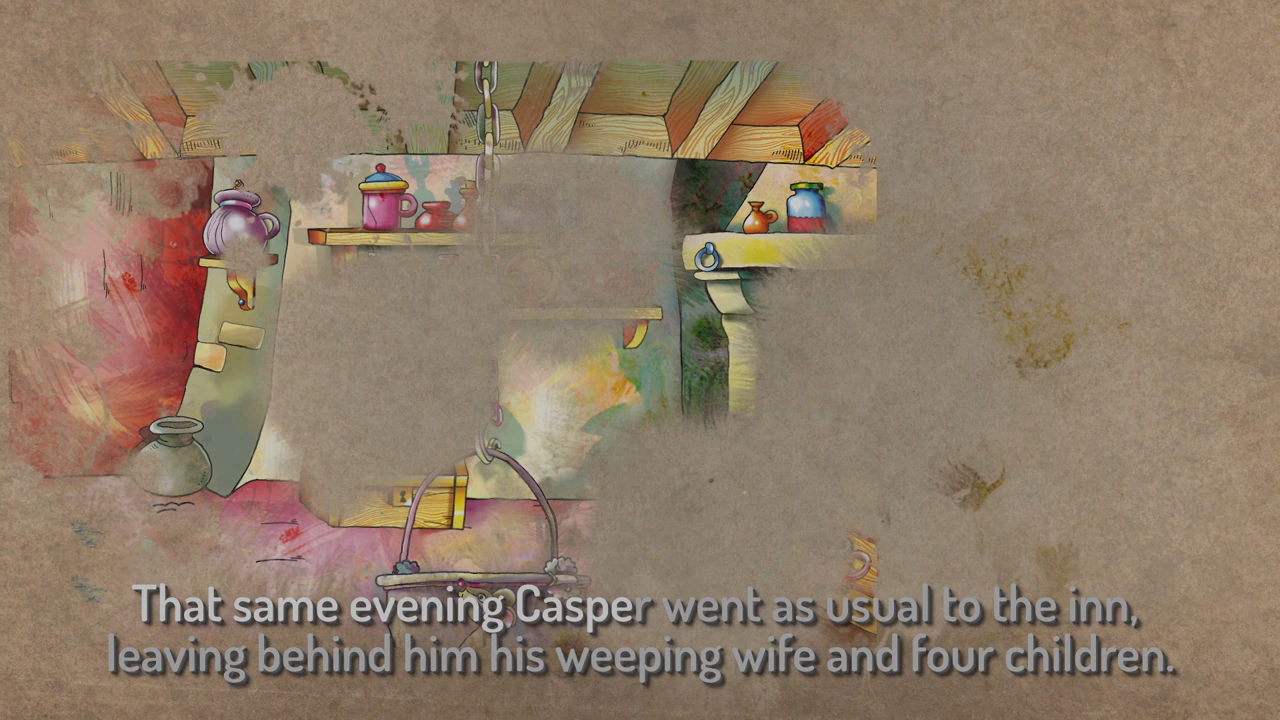 That same evening Casper went as usual to the inn,
leaving behind him his weeping wife and four children.